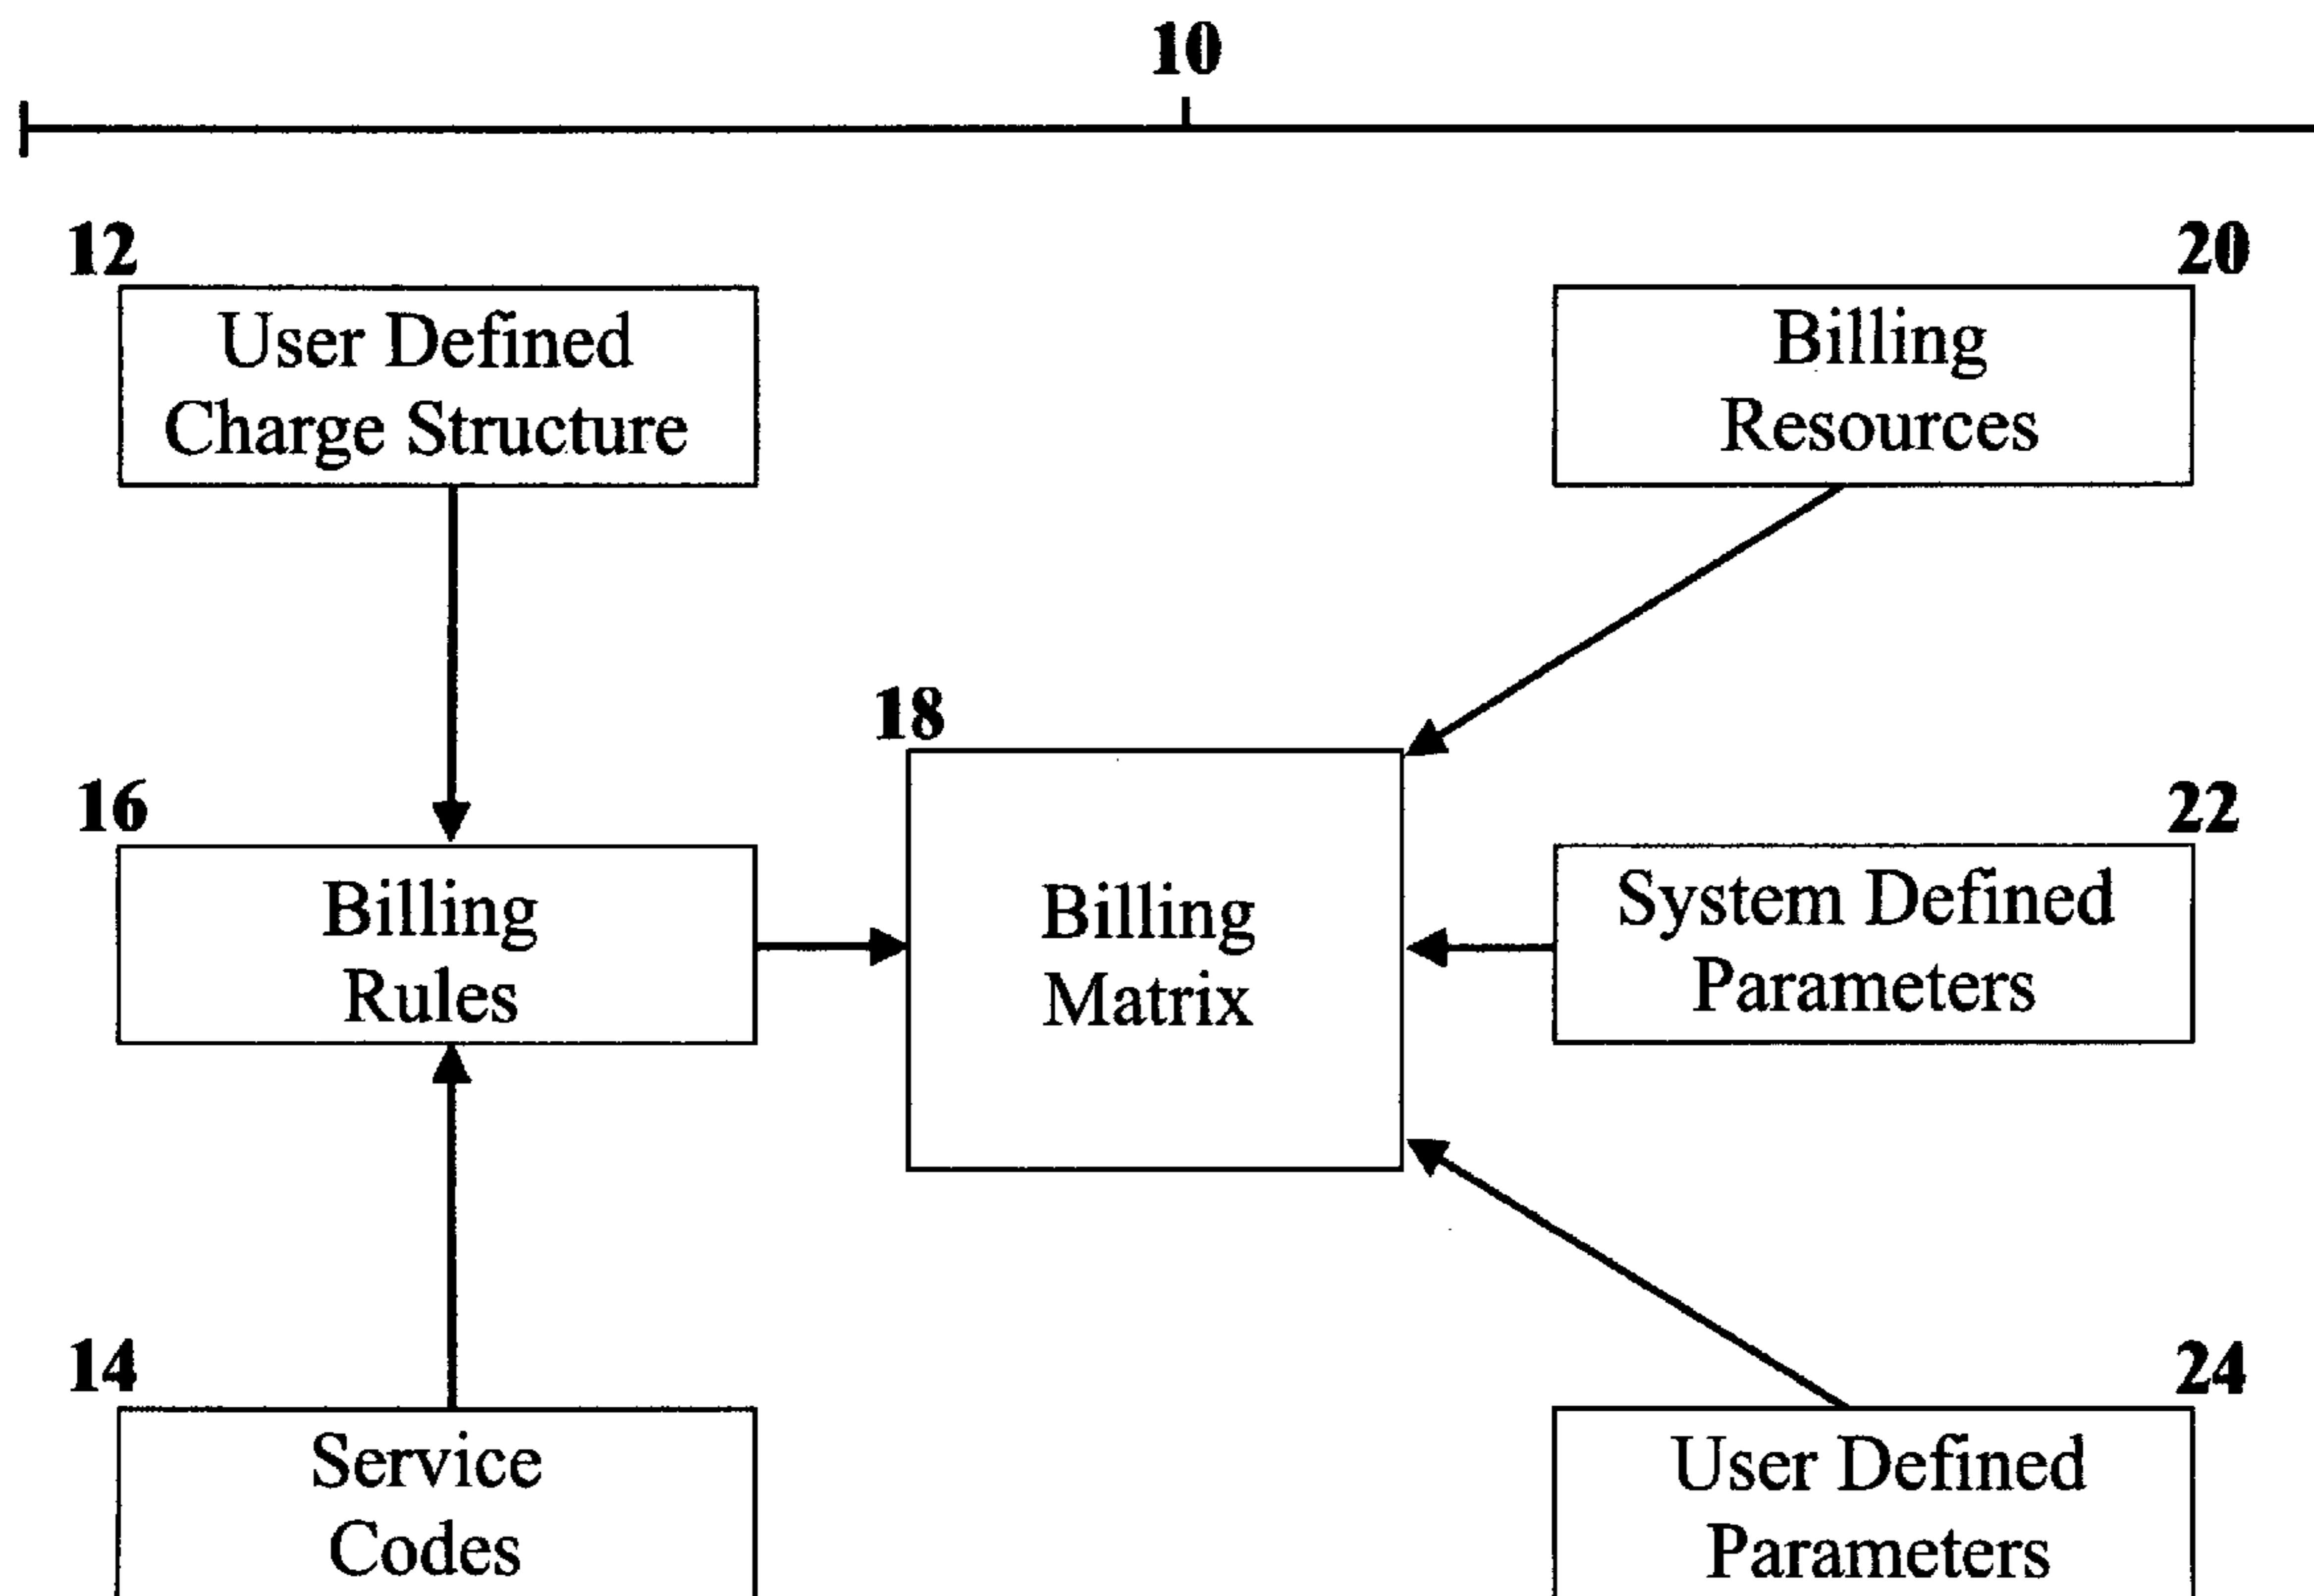 10
12
User Defined
Charge Structure
20
Billing
Resources
18
16
Billing
Rules
Billing
Matrix
22
System Defined
Parameters
14
Service
Codes
24
User Defined
Parameters